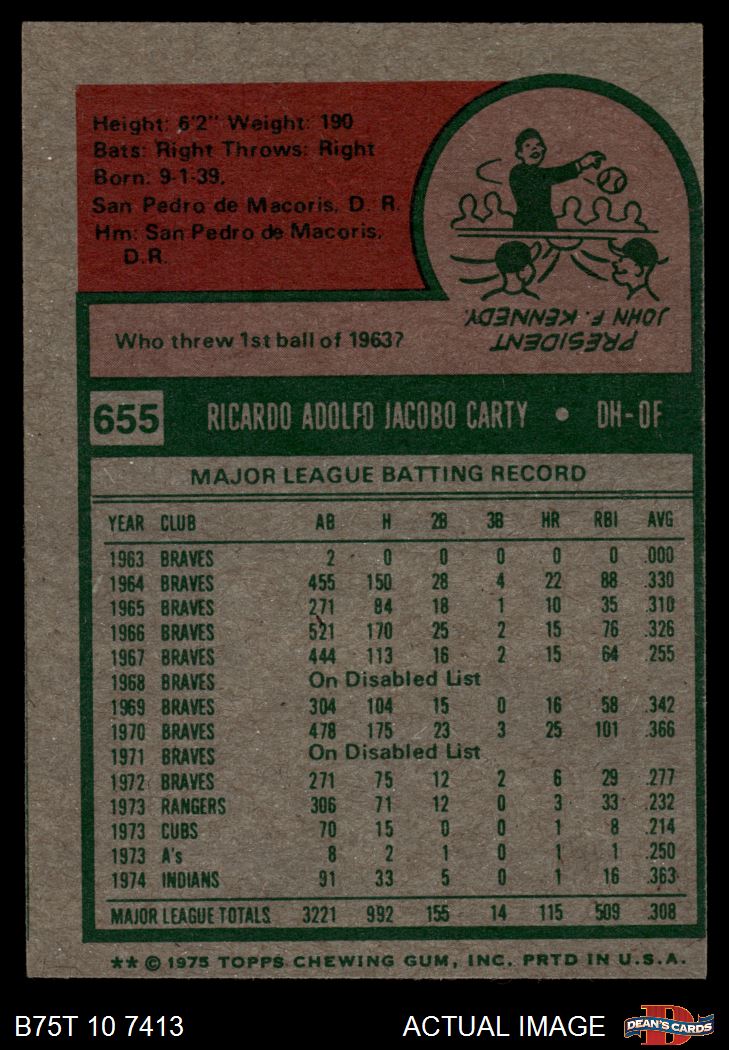 Height: 6'2" Weight: 190
Bats: Right Throws: Right
Born: 9-1-39,
San Pedro de Macoris, D. R.
Hm: San Pedro de Macoris,
D.R.
Who threw 1st ball of 1963?
PRESIDENT
JOHN F. KENNEDY.
655 RICARDO ADOLFO JACOBO CARTY • DH-OF
MAJOR LEAGUE BATTING RECORD
YEAR CLUB AB H 2B 3B HR RBI AVG
1963 BRAVES 2 0 0 0 0 0 .000
1964 BRAVES 455 150 28 4 22 88 .330
1965 BRAVES 271 84 18 1 10 35 .310
1966 BRAVES 521 170 25 2 15 76 .326
1967 BRAVES 444 113 16 2 15 64 .255
1968 BRAVES On Disabled List
1969 BRAVES 304 104 15 0 16 58 .342
1970 BRAVES 478 175 23 3 25 101 .366
1971 BRAVES On Disabled List
1972 BRAVES 271 75 12 2 6 29 .277
1973 RANGERS 306 71 12 0 3 33 .232
1973 CUBS 70 15 0 0 1 8 .214
1973 A's 8 2 1 0 1 1 .250
1974 INDIANS 91 33 5 0 1 16 .363
MAJOR LEAGUE TOTALS 3221 992 155 14 115 509 .308
** © 1975 TOPPS CHEWING GUM, INC. PRTD IN U.S.A.
B75T 10 7413 ACTUAL IMAGE
DEAN'S CARDS